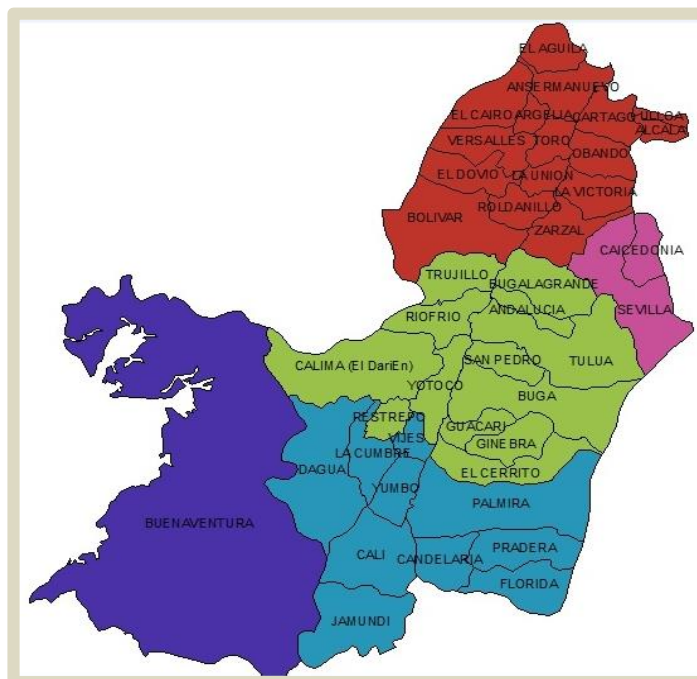 EL AGUILA
ANSERMANUEVO
EL CAIRO
ARGELIA
CARTAGO
ULLOA
ALCALA
VERSALLES
TORO
OBANDO
EL DOVIO
LA UNION
LA VICTORIA
ROLDANILLO
BOLIVAR
ZARZAL
CAICEDONIA
TRUJILLO
BUGALAGRANDE
ANDALUCIA
SEVILLA
RIOFRIO
SAN PEDRO
TULUA
CALIMA (El DariEn)
YOTOCO
BUGA
RESTREPO
GUACARI
VIJES
GINEBRA
LA CUMBRE
DAGUA
EL CERRITO
YUMBO
PALMIRA
BUENAVENTURA
CALI
CANDELARIA
PRADERA
FLORIDA
JAMUNDI